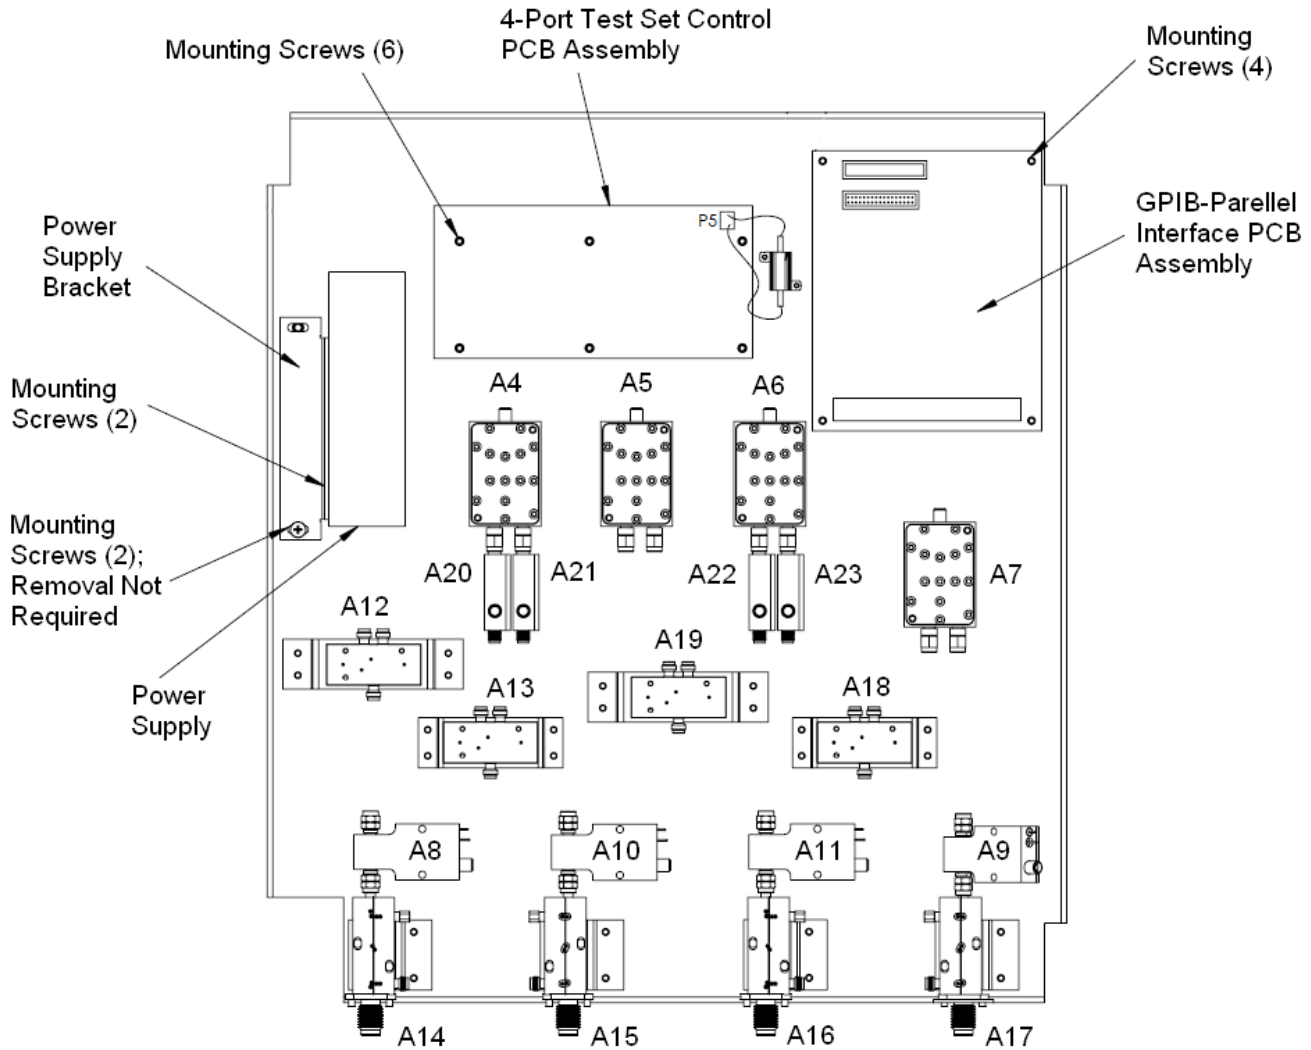 4-Port Test Set Control
PCB Assembly
Mounting Screws (6)
Mounting
Screws (4)
P5
GPIB-Parellel
Interface PCB
Assembly
Power
Supply
Bracket
Mounting
Screws (2)
Mounting
Screws (2);
Removal Not
Required
Power
Supply
A4
A5
A6
A20
A21
A22
A23
A7
A12
A19
A13
A18
A8
A10
A11
A9
A14
A15
A16
A17